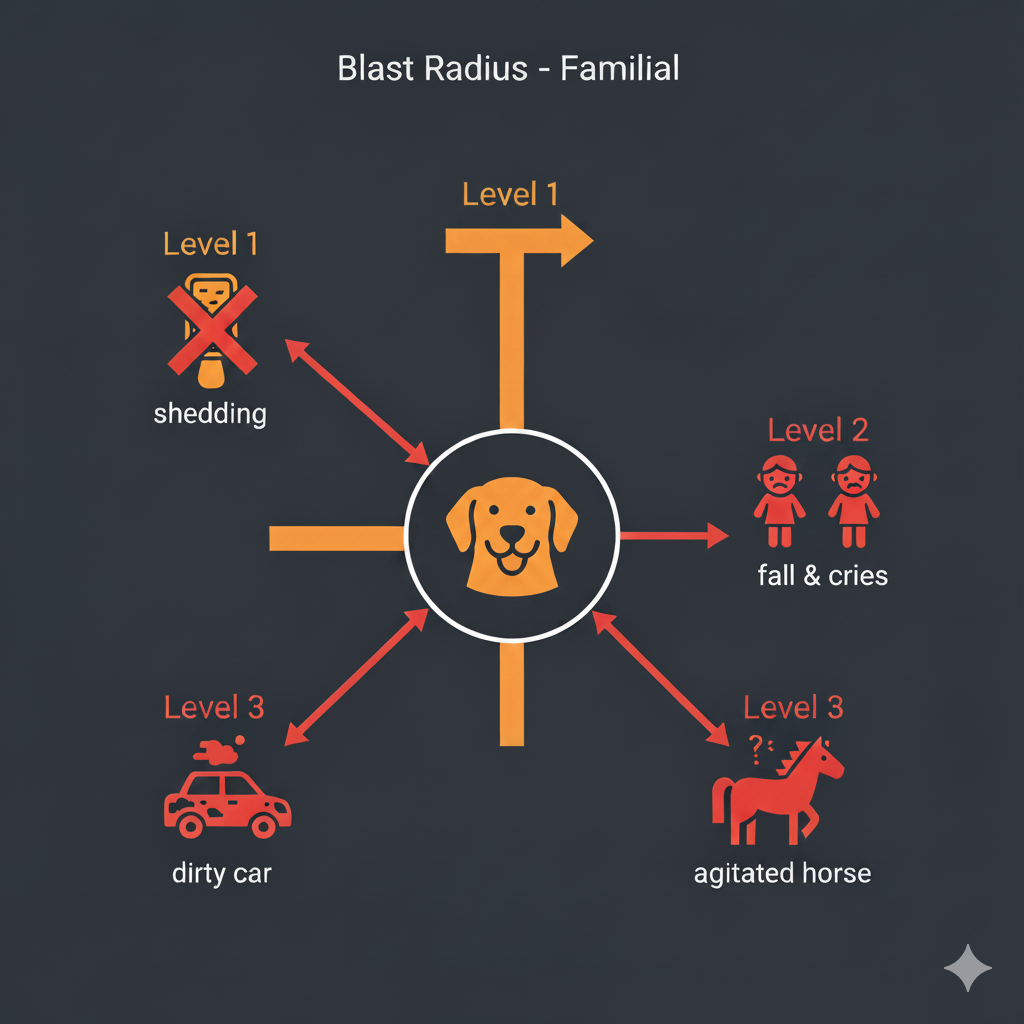 Blast Radius - Familial
Level 1
Level 1
shedding
Level 2
fall & cries
Level 3
Level 3
?:
dirty car
agitated horse